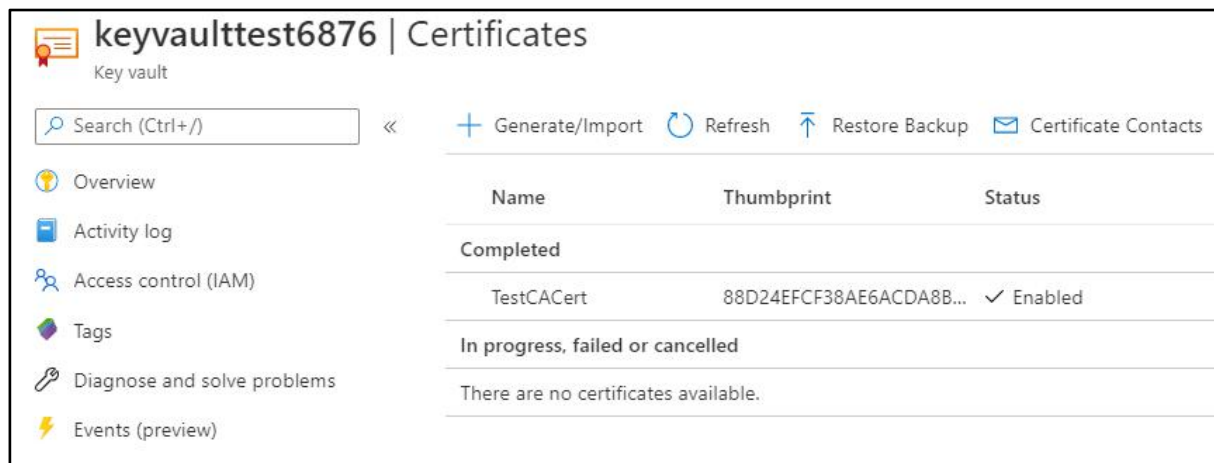 keyvaulttest6876 | Certificates
Key vault
Search (Ctrl+/)
«
Generate/Import Refresh Restore Backup Certificate Contacts
Overview
Activity log
Access control (IAM)
Tags
Diagnose and solve problems
Events (preview)
Name Thumbprint Status
Completed
TestCACert 88D24EFCF38AE6ACDA8B... Enabled
In progress, failed or cancelled
There are no certificates available.